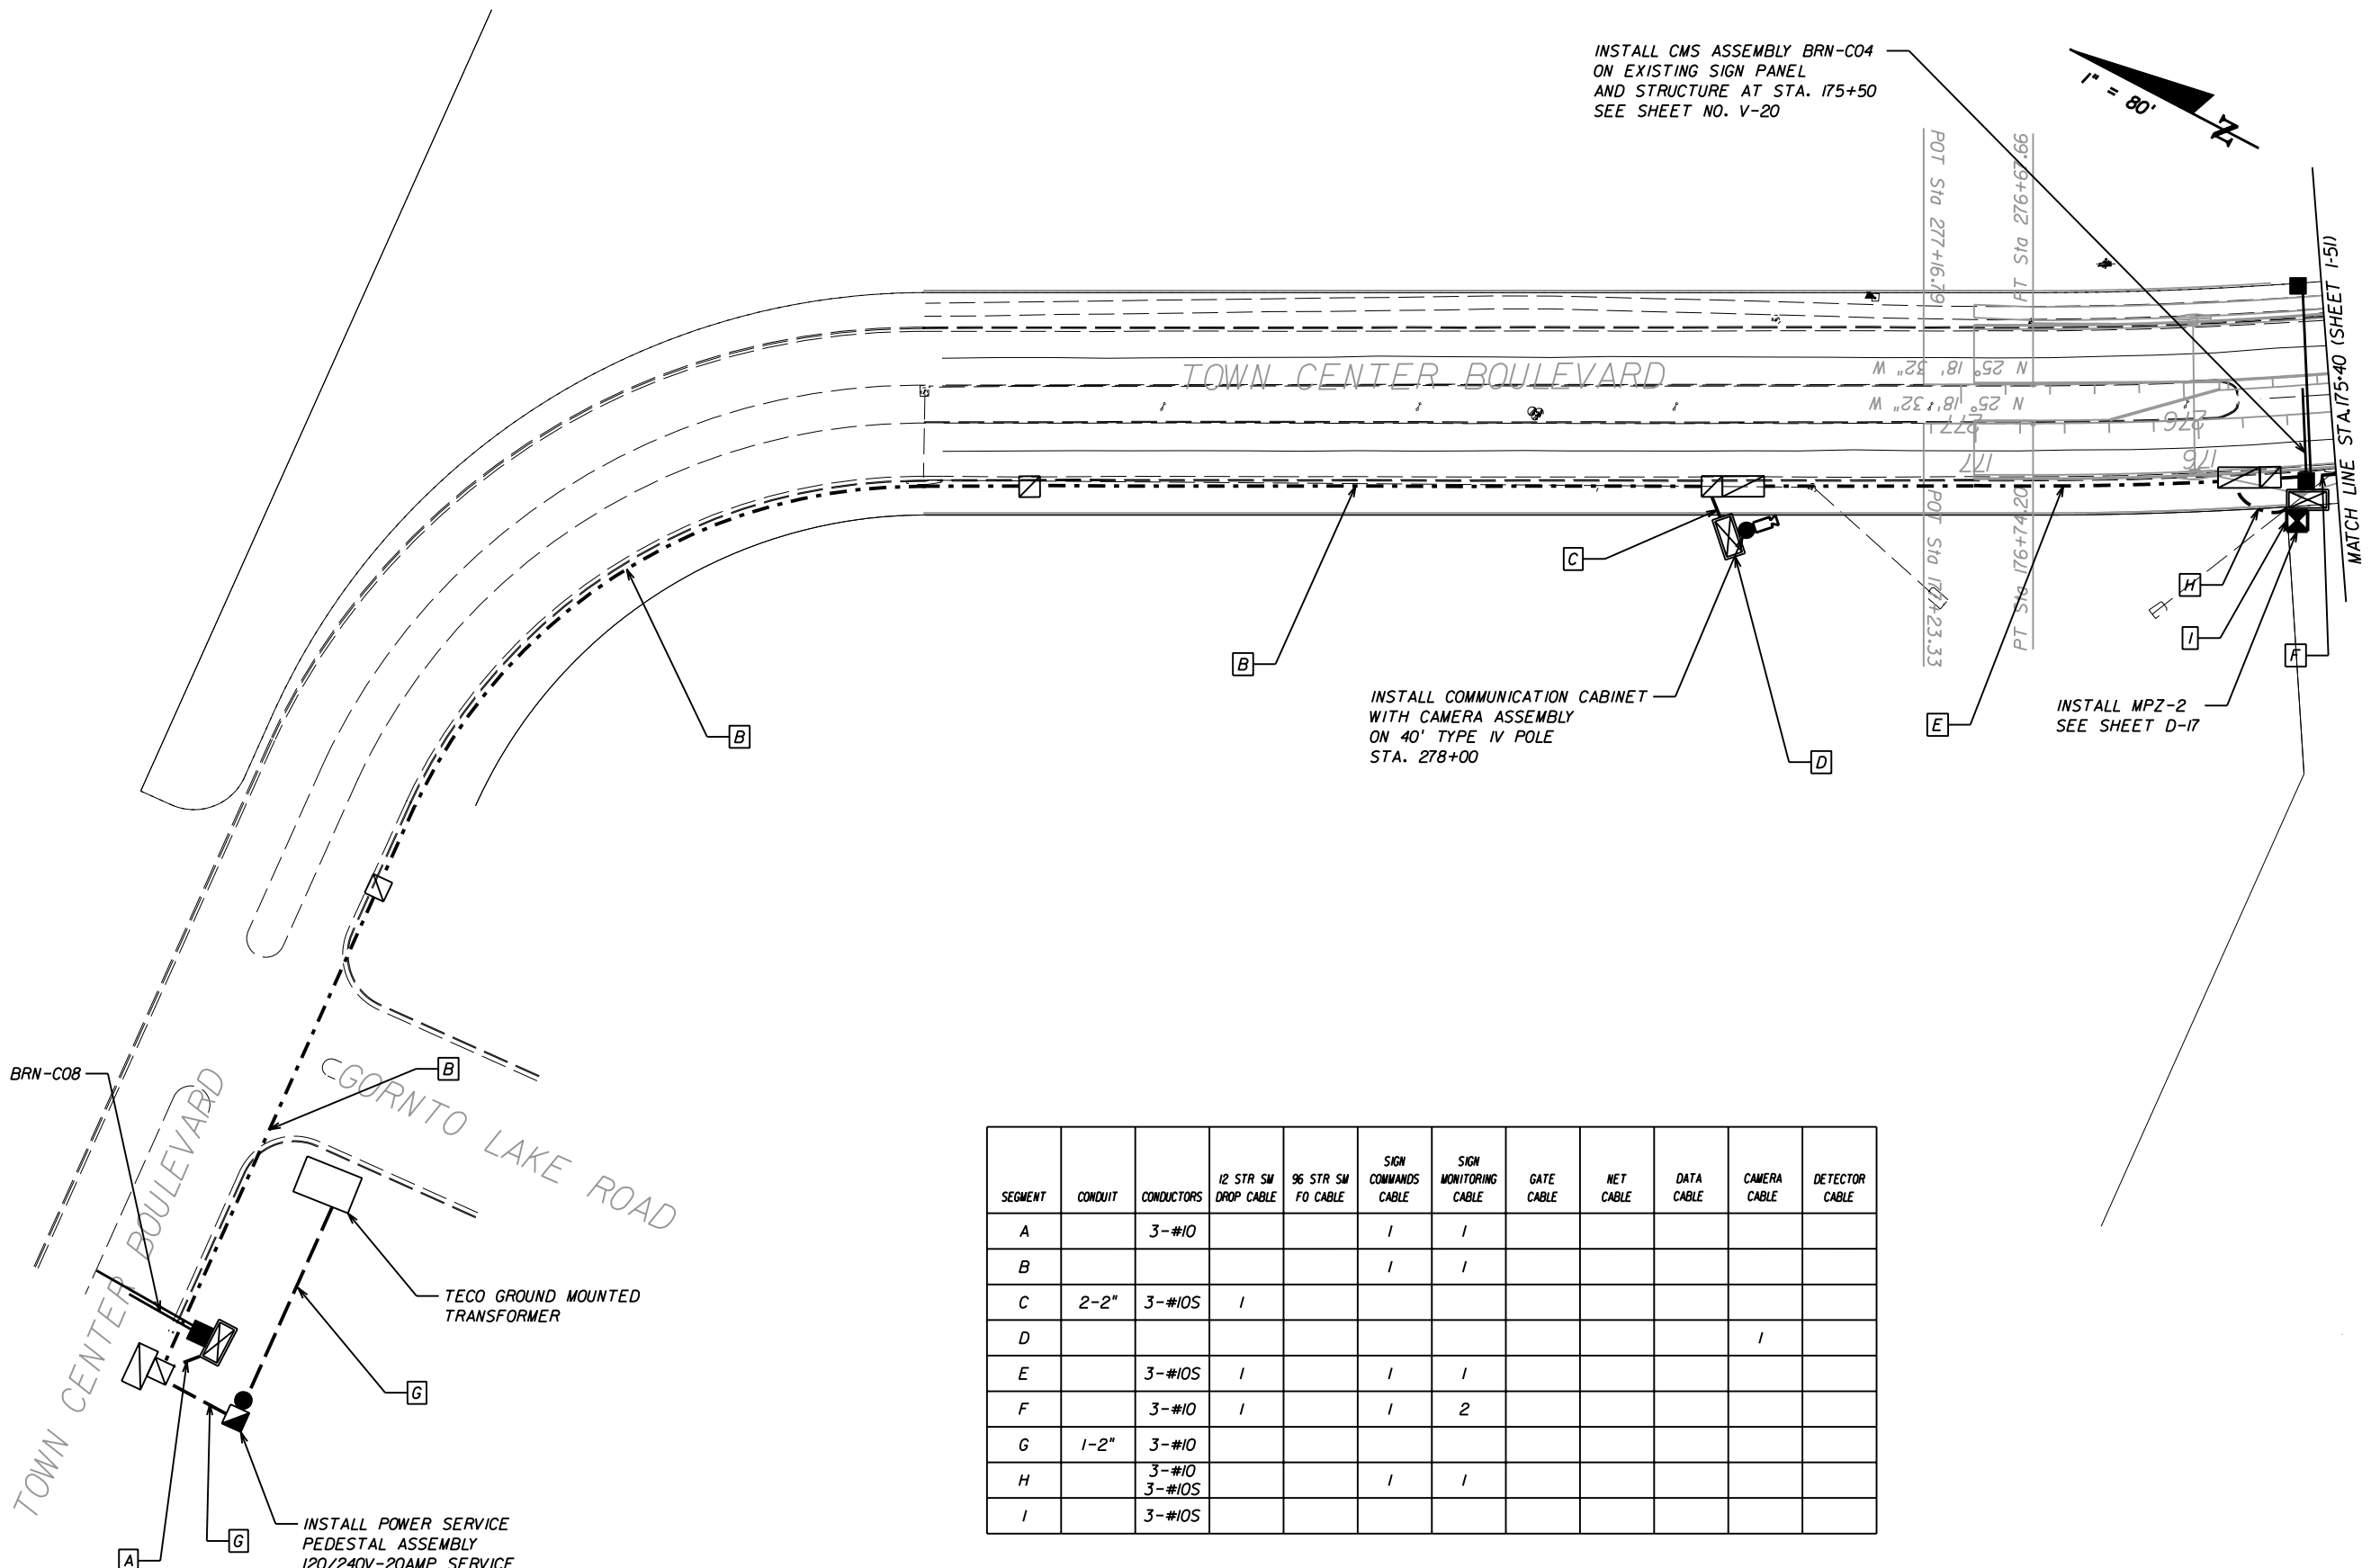 INSTALL CMS ASSEMBLY BRN-C04
ON EXISTING SIGN PANEL
AND STRUCTURE AT STA. 175+50
SEE SHEET NO. V-20
1" = 80'
N
POT Sta 277+16.79
PT Sta 276+67.66
MATCH LINE STA.175+40 (SHEET I-51)
TOWN CENTER BOULEVARD
N 25° 18' 32" W
N 25° 18' 32" W
277
276
177
176
POT Sta 177+23.33
PT Sta 176+74.20
C
H
I
F
B
INSTALL COMMUNICATION CABINET
WITH CAMERA ASSEMBLY
ON 40' TYPE IV POLE
STA. 278+00
D
E
INSTALL MPZ-2
SEE SHEET D-17
B
B
BRN-C08
GORNTO LAKE ROAD
TOWN CENTER BOULEVARD
TECO GROUND MOUNTED
TRANSFORMER
G
G
A
INSTALL POWER SERVICE
PEDESTAL ASSEMBLY
120/240V-20AMP SERVICE
SEGMENT CONDUIT CONDUCTORS 12 STR SM DROP CABLE 96 STR SM FO CABLE SIGN COMMANDS CABLE SIGN MONITORING CABLE GATE CABLE NET CABLE DATA CABLE CAMERA CABLE DETECTOR CABLE
A 3-#10 1 1
B 1 1
C 2-2" 3-#10S 1
D 1
E 3-#10S 1 1 1
F 3-#10 1 1 2
G 1-2" 3-#10
H 3-#10 3-#10S 1 1
I 3-#10S